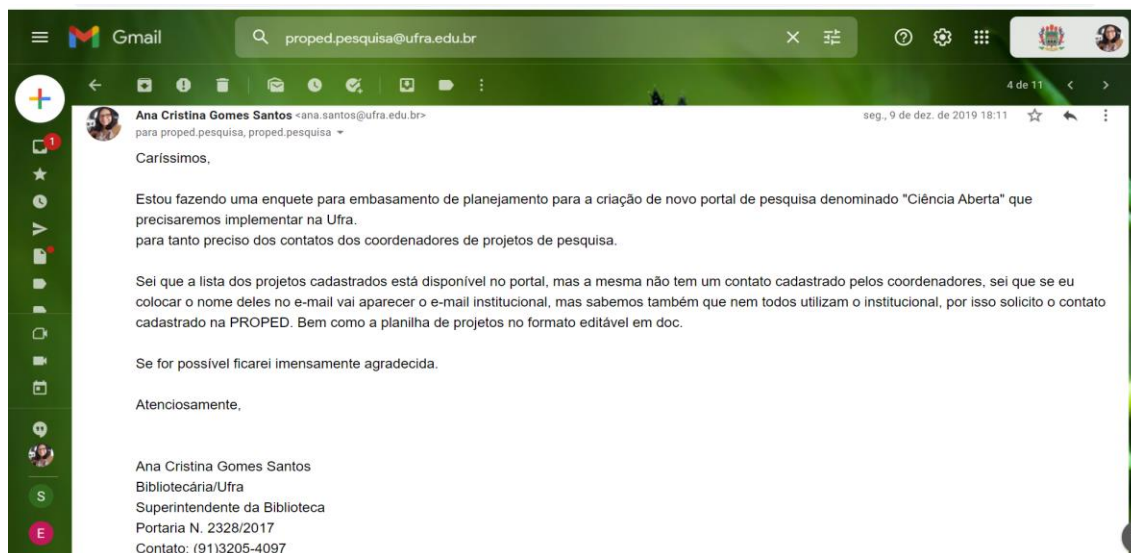 Gmail
proped.pesquisa@ufra.edu.br
4 de 11
Ana Cristina Gomes Santos <ana.santos@ufra.edu.br>
seg., 9 de dez. de 2019 18:11
para proped.pesquisa, proped.pesquisa
1
Caríssimos,
Estou fazendo uma enquete para embasamento de planejamento para a criação de novo portal de pesquisa denominado "Ciência Aberta" que
precisaremos implementar na Ufra.
para tanto preciso dos contatos dos coordenadores de projetos de pesquisa.
Sei que a lista dos projetos cadastrados está disponível no portal, mas a mesma não tem um contato cadastrado pelos coordenadores, sei que se eu
colocar o nome deles no e-mail vai aparecer o e-mail institucional, mas sabemos também que nem todos utilizam o institucional, por isso solicito o contato
cadastrado na PROPED. Bem como a planilha de projetos no formato editável em doc.
Se for possível ficarei imensamente agradecida.
Atenciosamente,
Ana Cristina Gomes Santos
Bibliotecária/Ufra
S
Superintendente da Biblioteca
Portaria N. 2328/2017
E
Contato: (91)3205-4097